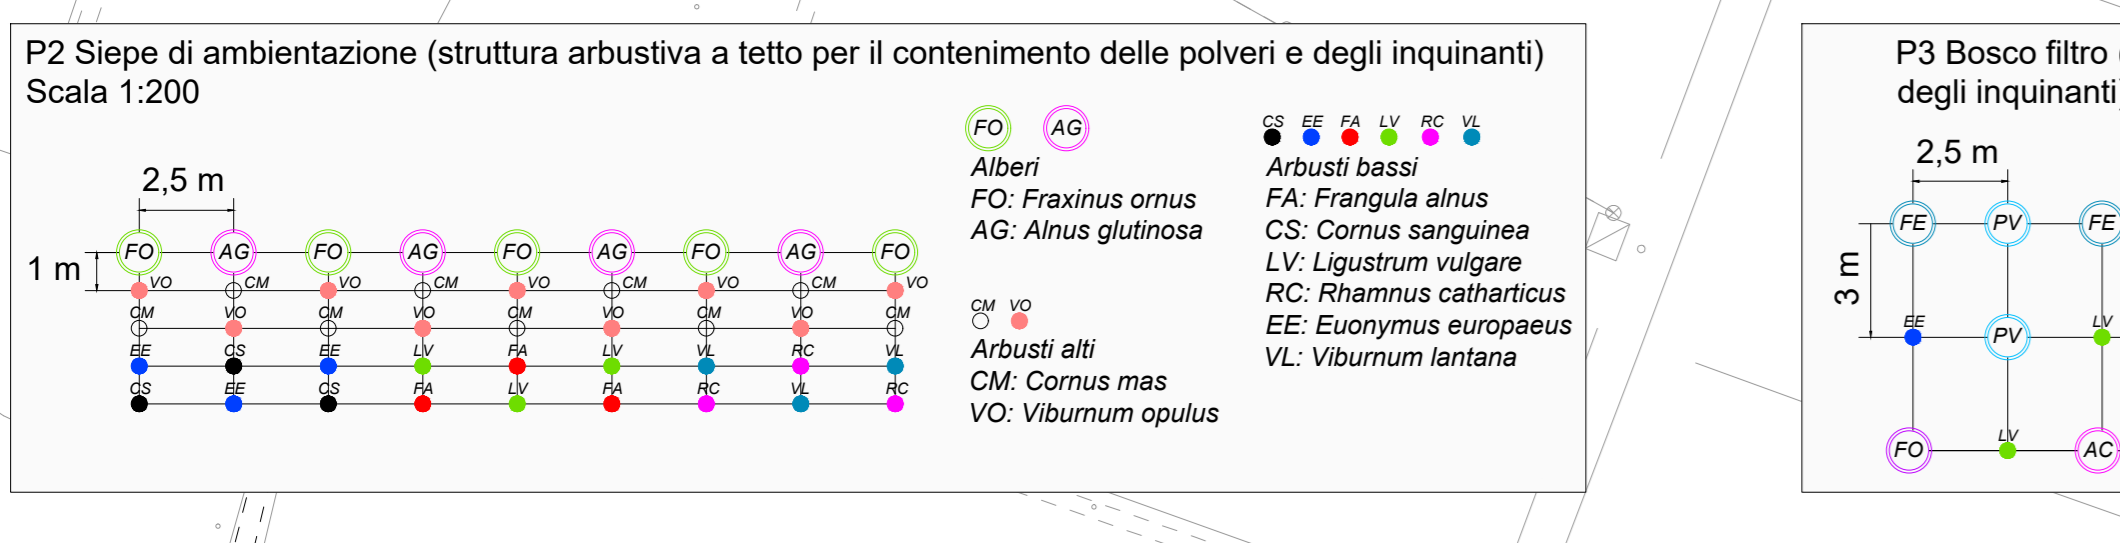 P2 Siepe di ambientazione (struttura arbustiva a tetto per il contenimento delle polveri e degli inquinanti)
Scala 1:200
2,5 m
1 m
FO AG FO AG FO AG FO AG FO
VO CM VO CM VO CM VO CM VO
CM VO CM VO CM VO CM VO CM
EE CS EE LV FA LV VL RC VL
CS EE CS FA LV FA RC VL RC
FO AG
Alberi
FO: Fraxinus ornus
AG: Alnus glutinosa
CM VO
Arbusti alti
CM: Cornus mas
VO: Viburnum opulus
CS EE FA LV RC VL
Arbusti bassi
FA: Frangula alnus
CS: Cornus sanguinea
LV: Ligustrum vulgare
RC: Rhamnus catharticus
EE: Euonymus europaeus
VL: Viburnum lantana
P3 Bosco filtro (
degli inquinanti)
2,5 m
3 m
FE PV FE
EE PV LV
FO LV AC